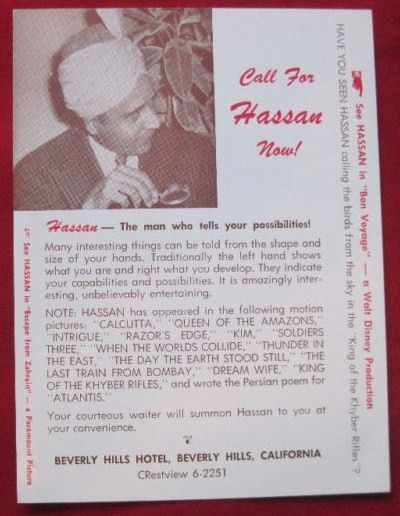 Call For
Hassan
Now!
Hassan — The man who tells your possibilities!
Many interesting things can be told from the shape and
size of your hands. Traditionally the left hand shows
what you are and right what you develop. They indicate
your capabilities and possibilities. It is amazingly inter-
esting, unbelievably entertaining.
NOTE: HASSAN has appeared in the following motion
pictures: "CALCUTTA," "QUEEN OF THE AMAZONS,"
"INTRIGUE," "RAZOR'S EDGE," "KIM," "SOLDIERS
THREE," "WHEN THE WORLDS COLLIDE," "THUNDER IN
THE EAST," "THE DAY THE EARTH STOOD STILL," "THE
LAST TRAIN FROM BOMBAY," "DREAM WIFE," "KING
OF THE KHYBER RIFLES," and wrote the Persian poem for
"ATLANTIS."
Your courteous waiter will summon Hassan to you at
your convenience.
BEVERLY HILLS HOTEL, BEVERLY HILLS, CALIFORNIA
CRestview 6-2251
See HASSAN in "Bon Voyage" — a Walt Disney Production
HAVE YOU SEEN HASSAN calling the birds from the sky in the "King of the Khyber Rifles"?
See HASSAN in "Escape from Zahrain" — a Paramount Picture